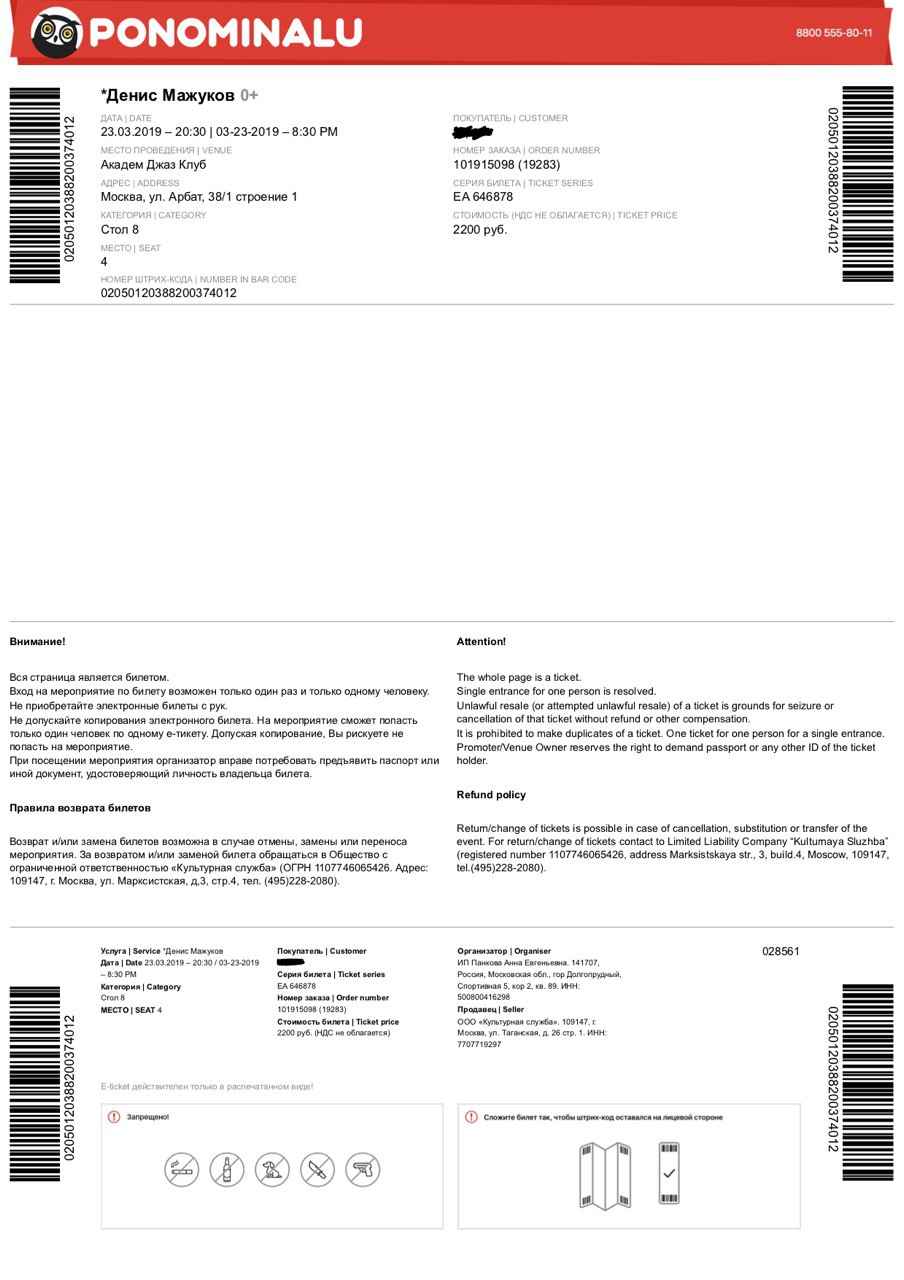 PONOMINALU
8800 555-80-11
*Денис Мажуков 0+
ДАТА | DATE
23.03.2019 – 20:30 | 03-23-2019 – 8:30 PM
МЕСТО ПРОВЕДЕНИЯ | VENUE
Академ Джаз Клуб
АДРЕС | ADDRESS
Москва, ул. Арбат, 38/1 строение 1
КАТЕГОРИЯ | CATEGORY
Стол 8
МЕСТО | SEAT
4
НОМЕР ШТРИХ-КОДА | NUMBER IN BAR CODE
02050120388200374012
ПОКУПАТЕЛЬ | CUSTOMER
НОМЕР ЗАКАЗА | ORDER NUMBER
101915098 (19283)
СЕРИЯ БИЛЕТА | TICKET SERIES
EA 646878
СТОИМОСТЬ (НДС НЕ ОБЛАГАЕТСЯ) | TICKET PRICE
2200 руб.
02050120388200374012
02050120388200374012
Внимание!
Вся страница является билетом.
Вход на мероприятие по билету возможен только один раз и только одному человеку.
Не приобретайте электронные билеты с рук.
Не допускайте копирования электронного билета. На мероприятие сможет попасть
только один человек по одному е-тикету. Допуская копирование, Вы рискуете не
попасть на мероприятие.
При посещении мероприятия организатор вправе потребовать предъявить паспорт или
иной документ, удостоверяющий личность владельца билета.
Правила возврата билетов
Возврат и/или замена билетов возможна в случае отмены, замены или переноса
мероприятия. За возвратом и/или заменой билета обращаться в Общество с
ограниченной ответственностью «Культурная служба» (ОГРН 1107746065426. Адрес:
109147, г. Москва, ул. Марксистская, д,3, стр.4, тел. (495)228-2080).
Attention!
The whole page is a ticket.
Single entrance for one person is resolved.
Unlawful resale (or attempted unlawful resale) of a ticket is grounds for seizure or
cancellation of that ticket without refund or other compensation.
It is prohibited to make duplicates of a ticket. One ticket for one person for a single entrance.
Promoter/Venue Owner reserves the right to demand passport or any other ID of the ticket
holder.
Refund policy
Return/change of tickets is possible in case of cancellation, substitution or transfer of the
event. For return/change of tickets contact to Limited Liability Company “Kulturnaya Sluzhba”
(registered number 1107746065426, address Marksistskaya str., 3, build.4, Moscow, 109147,
tel.(495)228-2080).
Услуга | Service *Денис Мажуков
Дата | Date 23.03.2019 – 20:30 / 03-23-2019
– 8:30 PM
Категория | Category
Стол 8
МЕСТО | SEAT 4
Покупатель | Customer
Серия билета | Ticket series
EA 646878
Номер заказа | Order number
101915098 (19283)
Стоимость билета | Ticket price
2200 руб. (НДС не облагается)
Организатор | Organiser
ИП Панкова Анна Евгеньевна. 141707,
Россия, Московская обл., гор Долгопрудный,
Спортивная 5, кор 2, кв. 89. ИНН:
500800416298
Продавец | Seller
ООО «Культурная служба». 109147, г.
Москва, ул. Таганская, д. 26 стр. 1. ИНН:
7707719297
028561
02050120388200374012
02050120388200374012
E-ticket действителен только в распечатанном виде!
Запрещено!
Сложите билет так, чтобы штрих-код оставался на лицевой стороне